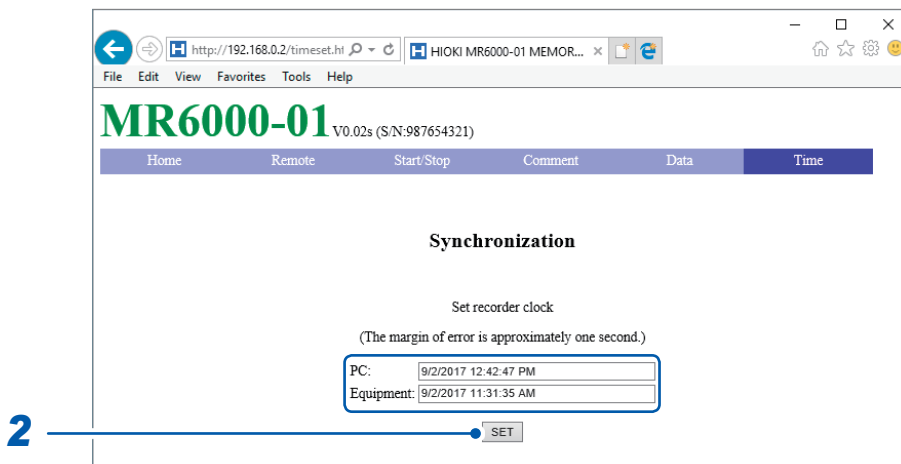 http://192.168.0.2/timeset.ht
HIOKI MR6000-01 MEMOR...
File Edit View Favorites Tools Help
MR6000-01 V0.02s (S/N:987654321)
Home Remote Start/Stop Comment Data Time
Synchronization
Set recorder clock
(The margin of error is approximately one second.)
PC: 9/2/2017 12:42:47 PM
Equipment: 9/2/2017 11:31:35 AM
2 SET